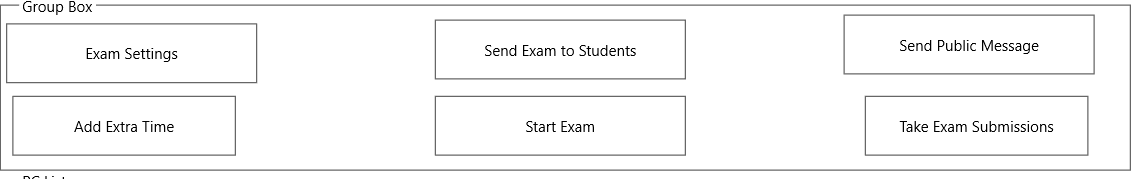 Group Box
Exam Settings
Send Exam to Students
Send Public Message
Add Extra Time
Start Exam
Take Exam Submissions